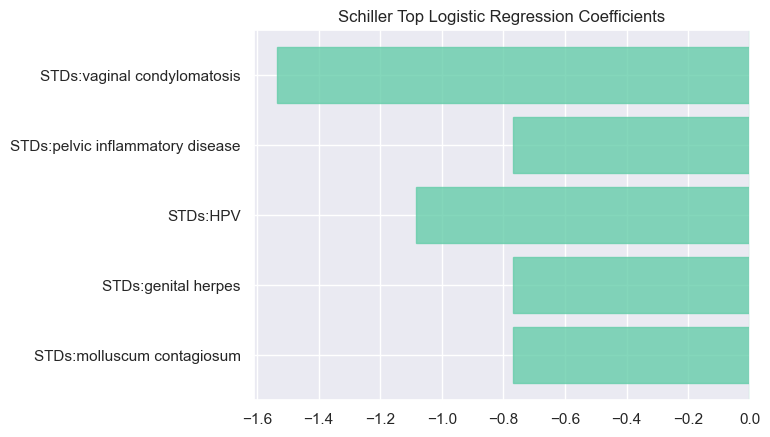 Schiller Top Logistic Regression Coefficients
STDs:vaginal condylomatosis
STDs:pelvic inflammatory disease
STDs:HPV
STDs:genital herpes
STDs:molluscum contagiosum
−1.6 −1.4 −1.2 −1.0 −0.8 −0.6 −0.4 −0.2 0.0